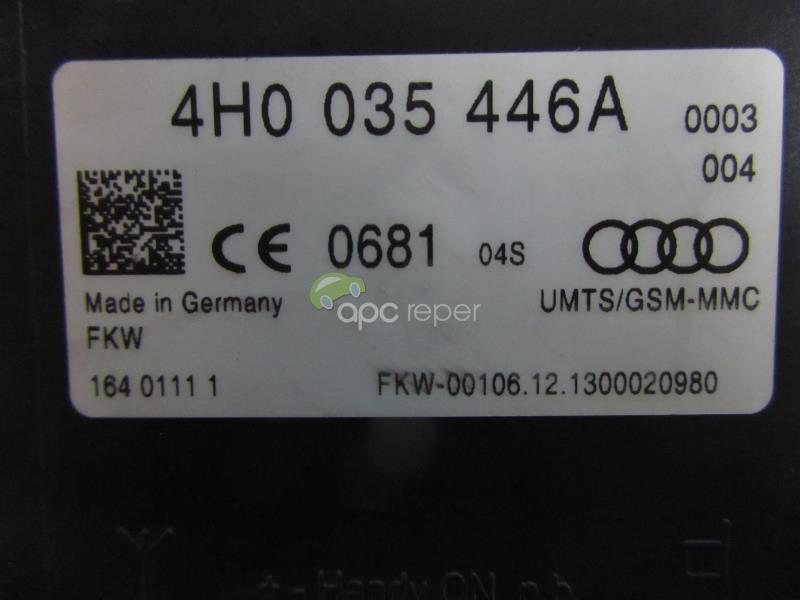 4H0 035 446A 0003
004
CE 0681 04S
apc reper
Made in Germany UMTS/GSM-MMC
FKW
164 0111 1 FKW-00106.12.1300020980